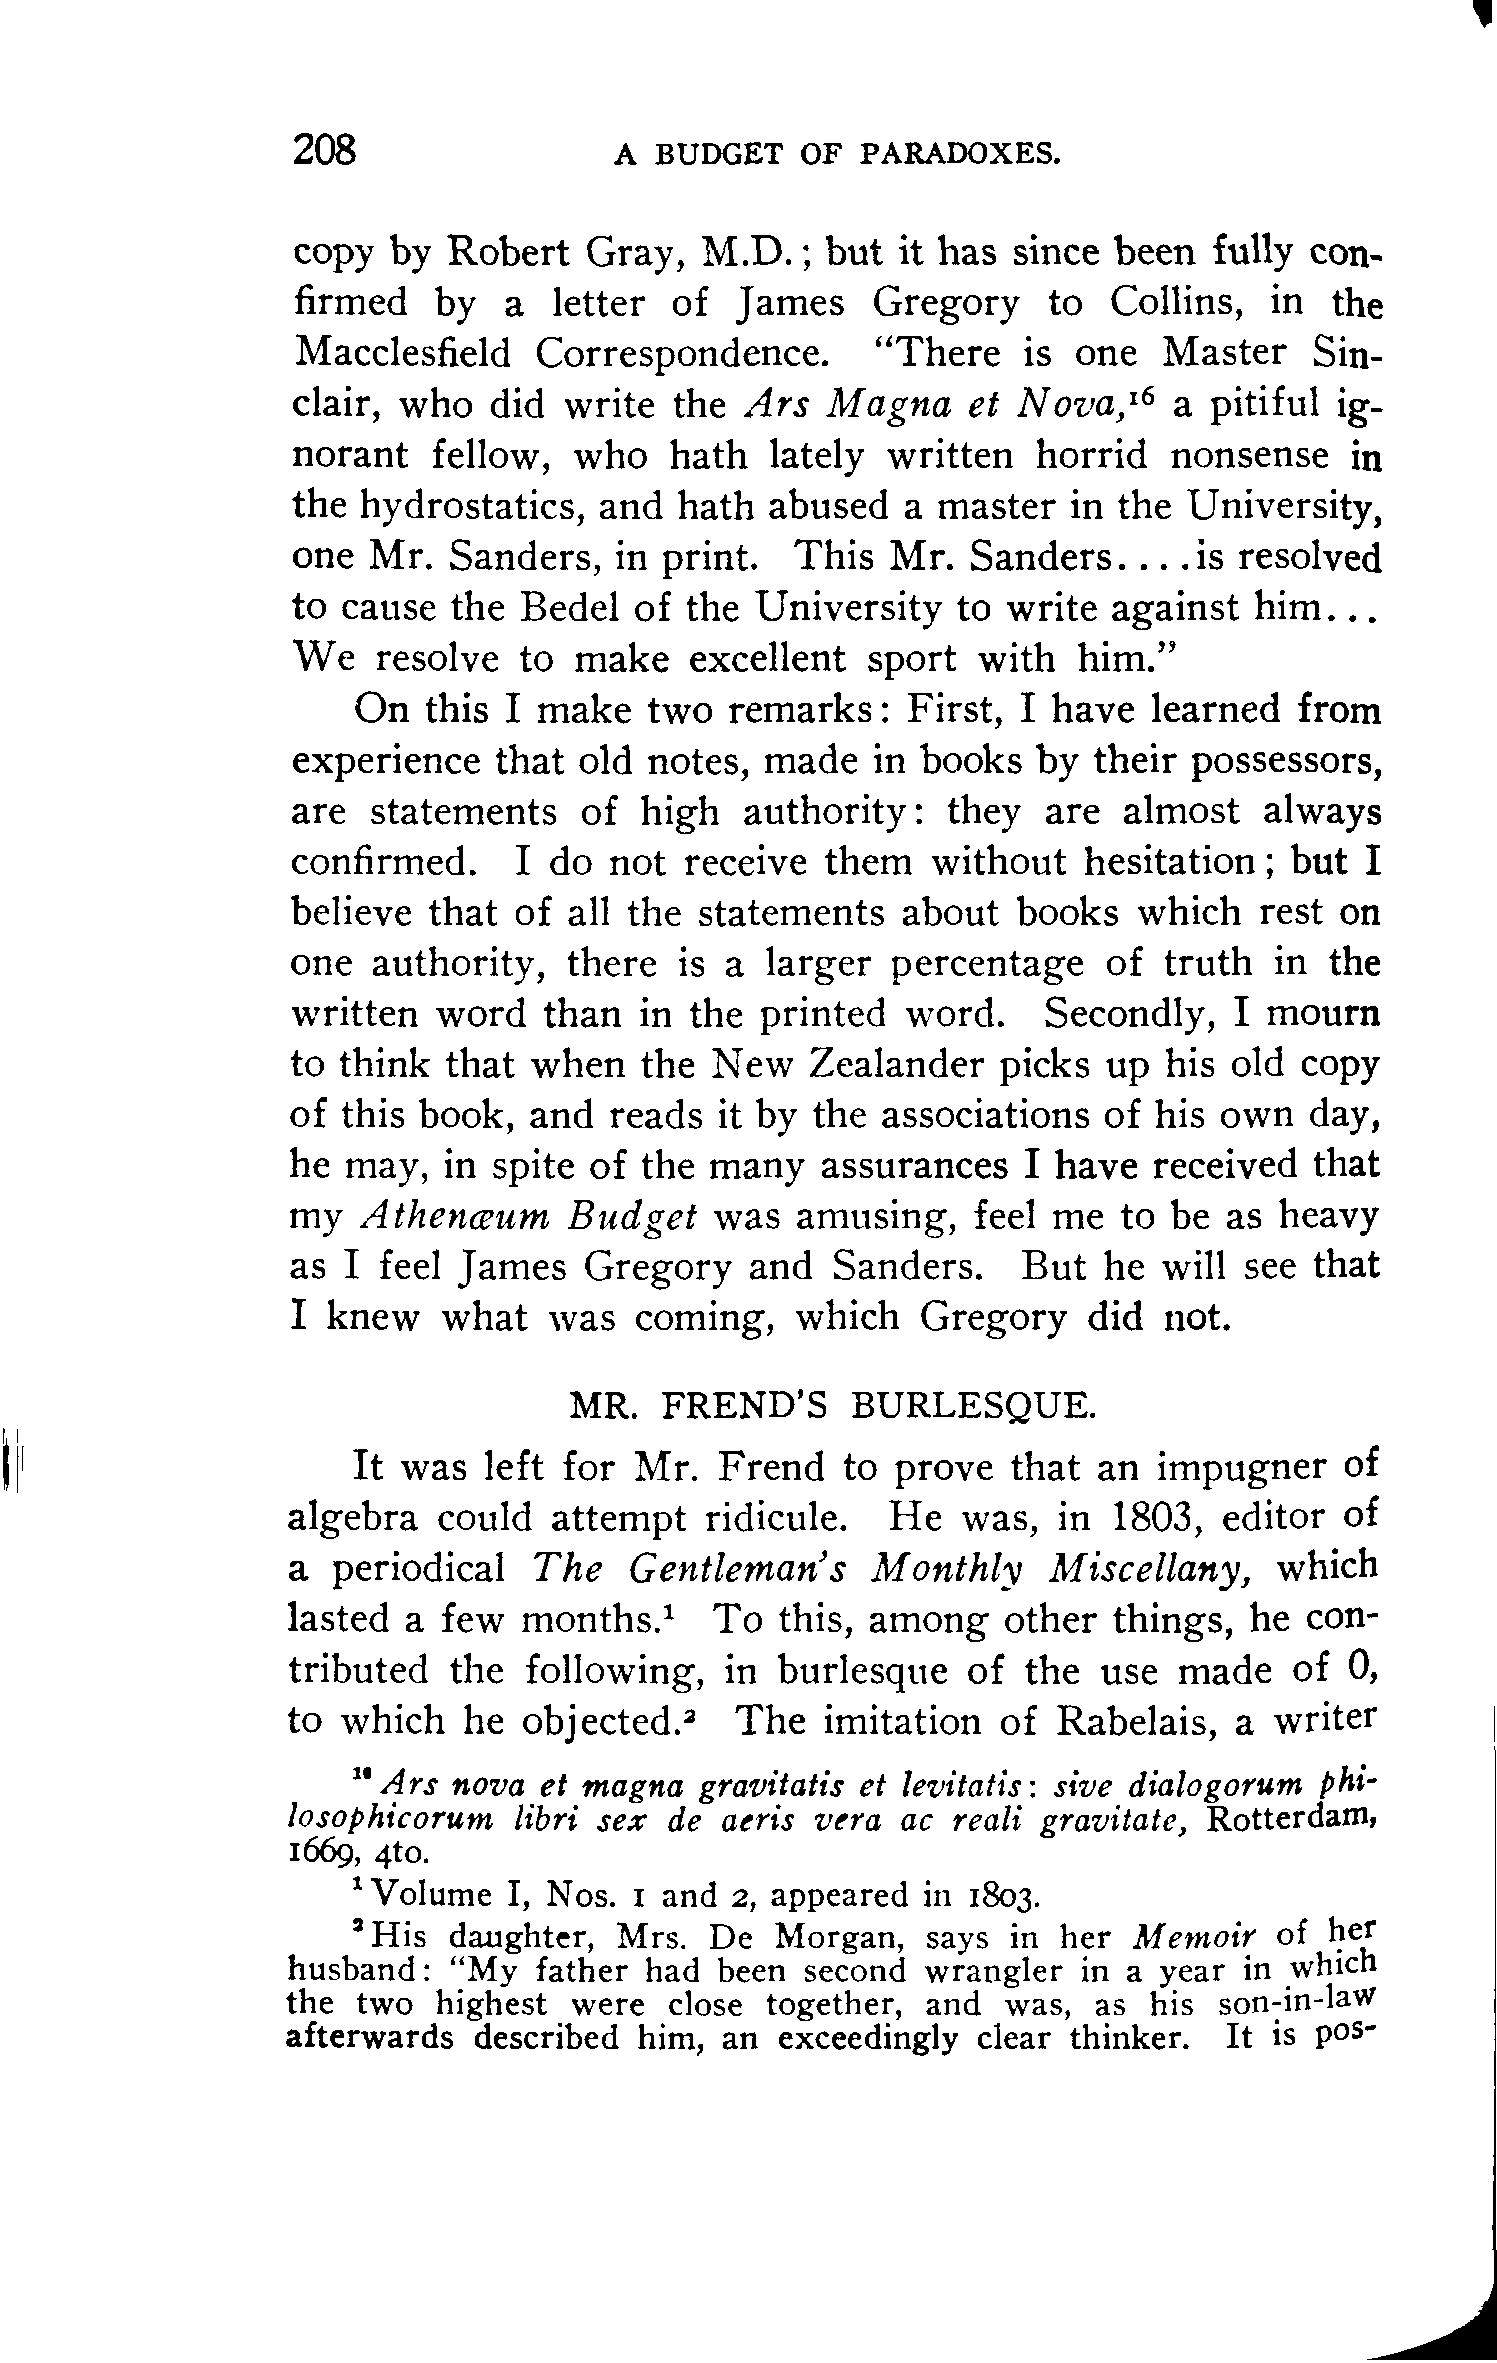 208 A BUDGET OF PARADOXES.
copy by Robert Gray, M.D.; but it has since been fully con-
firmed by a letter of James Gregory to Collins, in the
Macclesfield Correspondence. "There is one Master Sin-
clair, who did write the Ars Magna et Nova,¹⁶ a pitiful ig-
norant fellow, who hath lately written horrid nonsense in
the hydrostatics, and hath abused a master in the University,
one Mr. Sanders, in print. This Mr. Sanders....is resolved
to cause the Bedel of the University to write against him...
We resolve to make excellent sport with him."
On this I make two remarks: First, I have learned from
experience that old notes, made in books by their possessors,
are statements of high authority: they are almost always
confirmed. I do not receive them without hesitation; but I
believe that of all the statements about books which rest on
one authority, there is a larger percentage of truth in the
written word than in the printed word. Secondly, I mourn
to think that when the New Zealander picks up his old copy
of this book, and reads it by the associations of his own day,
he may, in spite of the many assurances I have received that
my Athenæum Budget was amusing, feel me to be as heavy
as I feel James Gregory and Sanders. But he will see that
I knew what was coming, which Gregory did not.
MR. FREND'S BURLESQUE.
It was left for Mr. Frend to prove that an impugner of
algebra could attempt ridicule. He was, in 1803, editor of
a periodical The Gentleman's Monthly Miscellany, which
lasted a few months.¹ To this, among other things, he con-
tributed the following, in burlesque of the use made of 0,
to which he objected.² The imitation of Rabelais, a writer
¹⁶ Ars nova et magna gravitatis et levitatis: sive dialogorum phi-
losophicorum libri sex de aeris vera ac reali gravitate, Rotterdam,
1669, 4to.
¹ Volume I, Nos. 1 and 2, appeared in 1803.
² His daughter, Mrs. De Morgan, says in her Memoir of her
husband: "My father had been second wrangler in a year in which
the two highest were close together, and was, as his son-in-law
afterwards described him, an exceedingly clear thinker. It is pos-